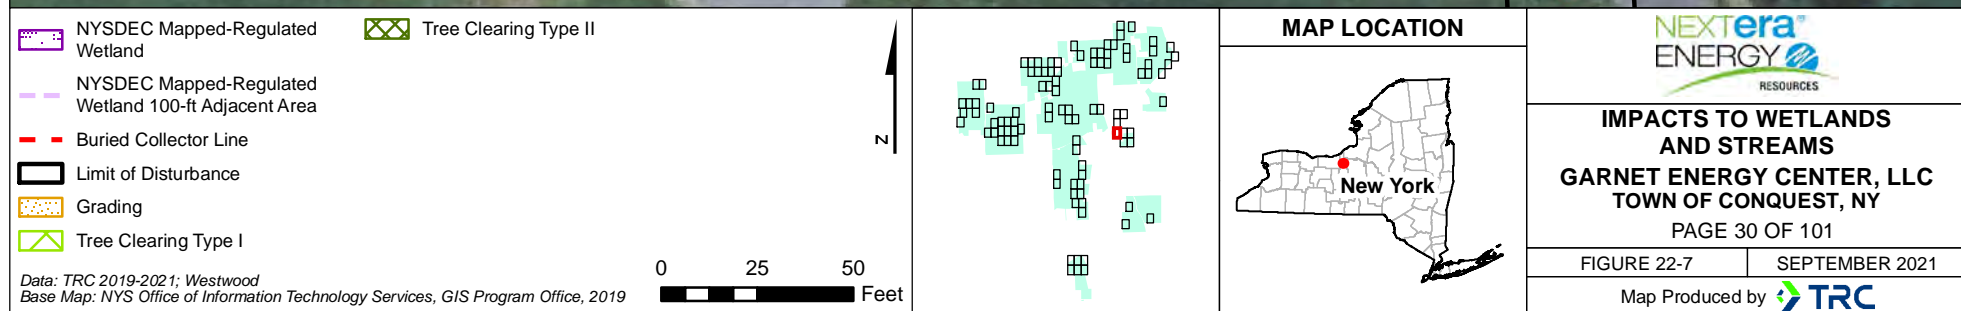 NYSDEC Mapped-Regulated
Wetland
NYSDEC Mapped-Regulated
Wetland 100-ft Adjacent Area
Buried Collector Line
Limit of Disturbance
Grading
Tree Clearing Type I
Tree Clearing Type II
Data: TRC 2019-2021; Westwood
Base Map: NYS Office of Information Technology Services, GIS Program Office, 2019
N
0 25 50
Feet
MAP LOCATION
New York
NEXTera
ENERGY
RESOURCES
IMPACTS TO WETLANDS
AND STREAMS
GARNET ENERGY CENTER, LLC
TOWN OF CONQUEST, NY
PAGE 30 OF 101
FIGURE 22-7
SEPTEMBER 2021
Map Produced by TRC